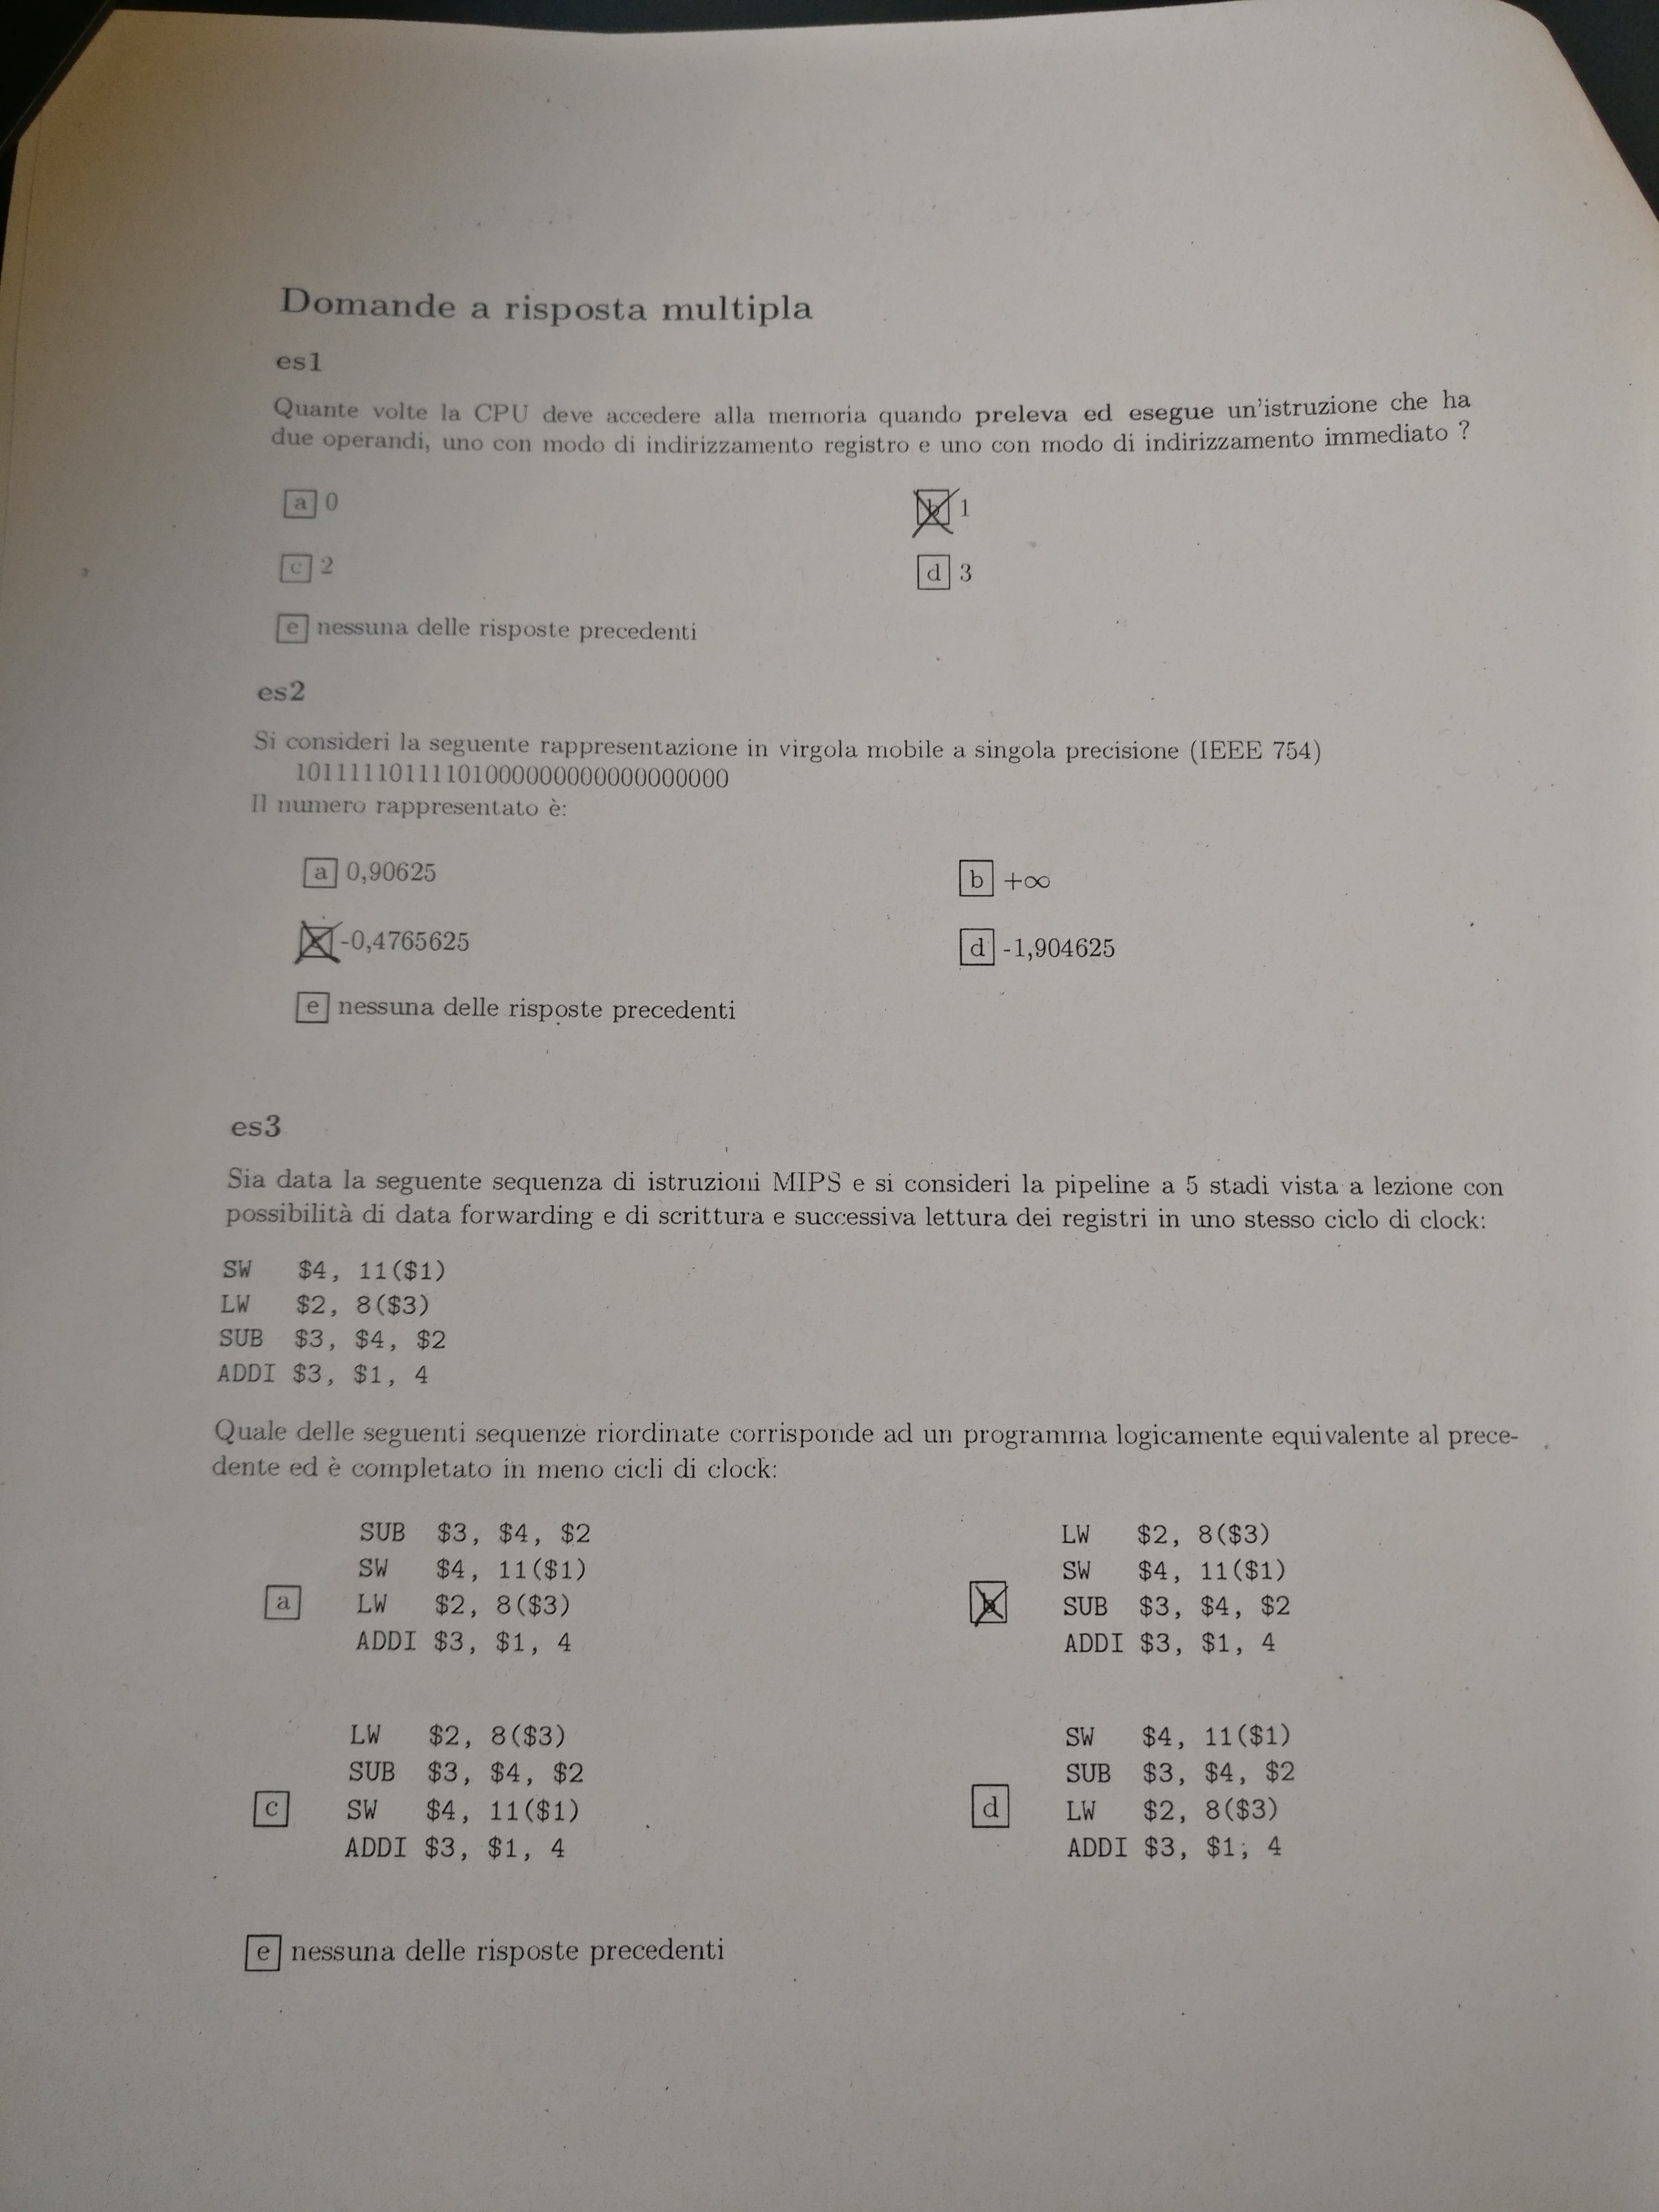 Domande a risposta multipla
es1
Quante volte la CPU deve accedere alla memoria quando preleva ed esegue un'istruzione che ha
due operandi, uno con modo di indirizzamento registro e uno con modo di indirizzamento immediato ?
a 0
b 1
c 2
d 3
e nessuna delle risposte precedenti
es2
Si consideri la seguente rappresentazione in virgola mobile a singola precisione (IEEE 754)
10111110111101000000000000000000
Il numero rappresentato è:
a 0,90625
b +∞
c -0,4765625
d -1,904625
e nessuna delle risposte precedenti
es3
Sia data la seguente sequenza di istruzioni MIPS e si consideri la pipeline a 5 stadi vista a lezione con
possibilità di data forwarding e di scrittura e successiva lettura dei registri in uno stesso ciclo di clock:
SW $4, 11($1)
LW $2, 8($3)
SUB $3, $4, $2
ADDI $3, $1, 4
Quale delle seguenti sequenze riordinate corrisponde ad un programma logicamente equivalente al prece-
dente ed è completato in meno cicli di clock:
SUB $3, $4, $2
SW $4, 11($1)
a LW $2, 8($3)
ADDI $3, $1, 4
LW $2, 8($3)
SW $4, 11($1)
b SUB $3, $4, $2
ADDI $3, $1, 4
LW $2, 8($3)
SUB $3, $4, $2
c SW $4, 11($1)
ADDI $3, $1, 4
SW $4, 11($1)
SUB $3, $4, $2
d LW $2, 8($3)
ADDI $3, $1, 4
e nessuna delle risposte precedenti